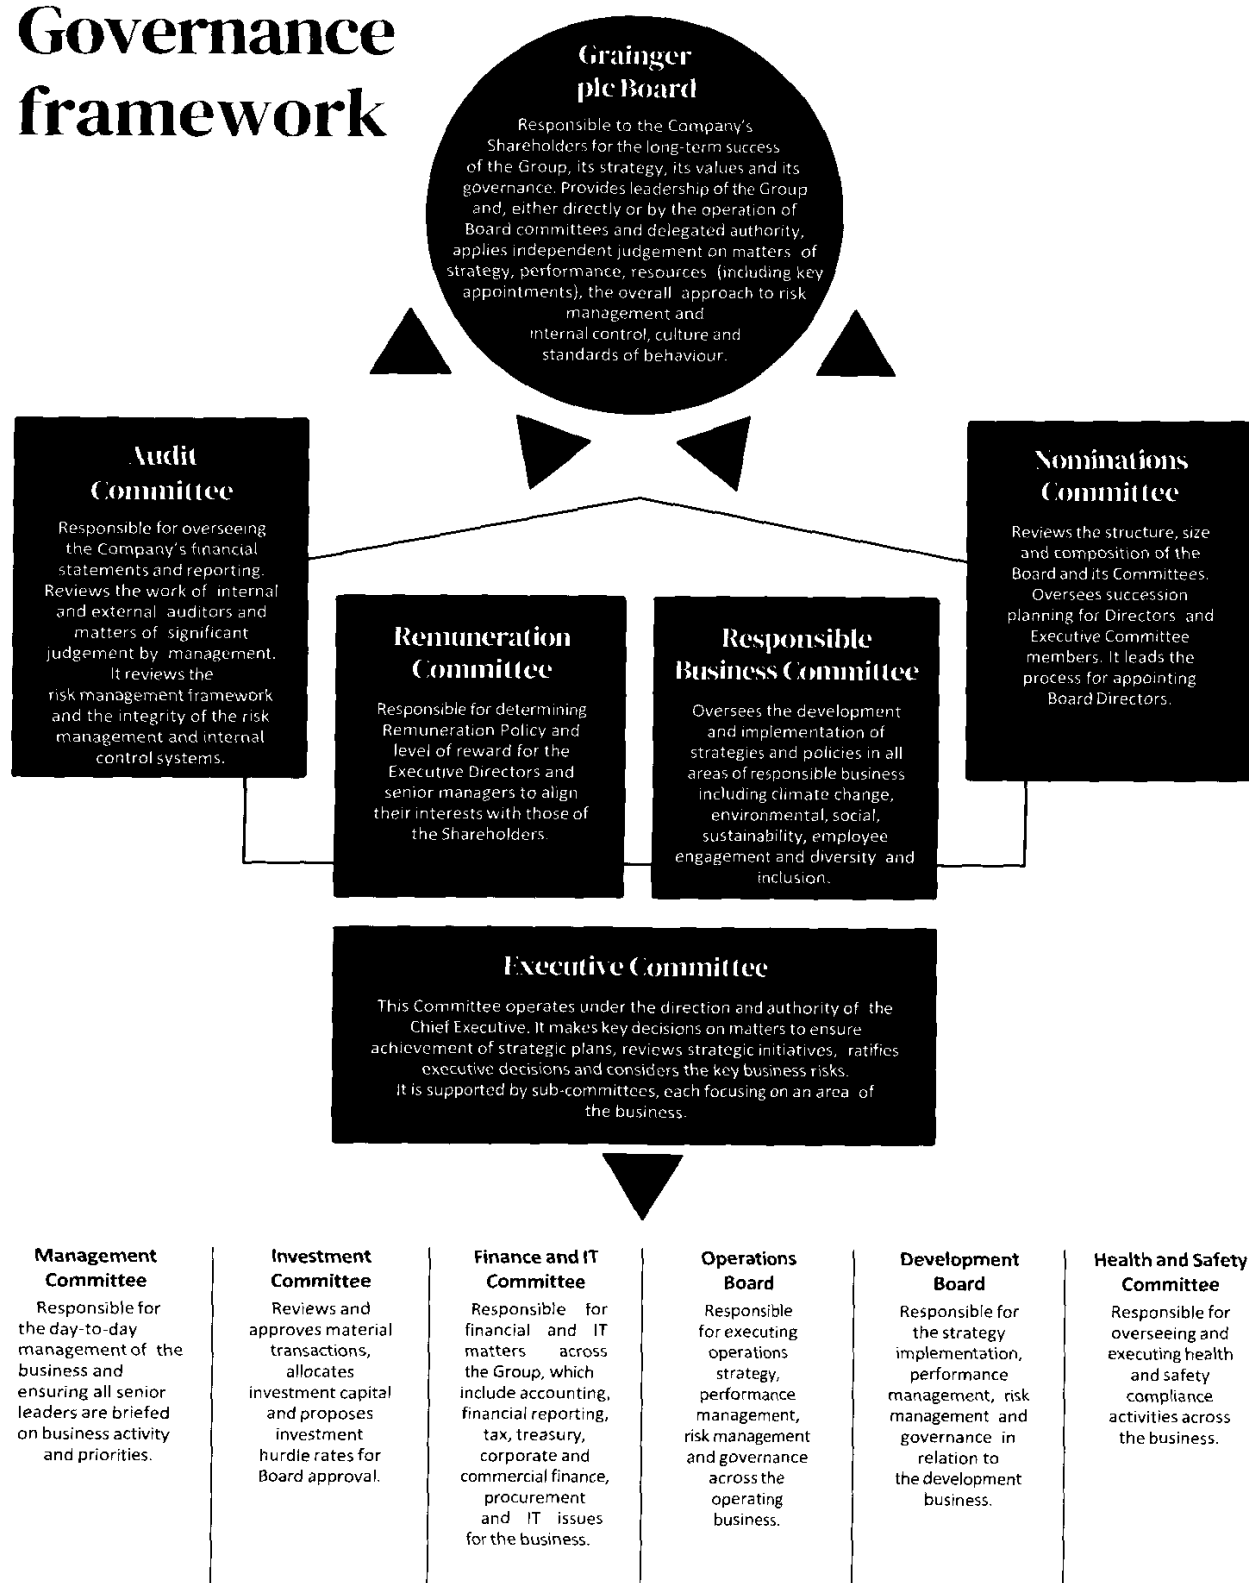 Governance
framework
Grainger
plc Board
Responsible to the Company's
Shareholders for the long-term success
of the Group, its strategy, its values and its
governance. Provides leadership of the Group
and, either directly or by the operation of
Board committees and delegated authority,
applies independent judgement on matters of
strategy, performance, resources (including key
appointments), the overall approach to risk
management and
internal control, culture and
standards of behaviour.
Audit
Committee
Responsible for overseeing
the Company's financial
statements and reporting.
Reviews the work of internal
and external auditors and
matters of significant
judgement by management.
It reviews the
risk management framework
and the integrity of the risk
management and internal
control systems.
Remuneration
Committee
Responsible for determining
Remuneration Policy and
level of reward for the
Executive Directors and
senior managers to align
their interests with those of
the Shareholders.
Responsible
Business Committee
Oversees the development
and implementation of
strategies and policies in all
areas of responsible business
including climate change,
environmental, social,
sustainability, employee
engagement and diversity and
inclusion.
Nominations
Committee
Reviews the structure, size
and composition of the
Board and its Committees.
Oversees succession
planning for Directors and
Executive Committee
members. It leads the
process for appointing
Board Directors.
Executive Committee
This Committee operates under the direction and authority of the
Chief Executive. It makes key decisions on matters to ensure
achievement of strategic plans, reviews strategic initiatives, ratifies
executive decisions and considers the key business risks.
It is supported by sub-committees, each focusing on an area of
the business.
Management
Committee
Responsible for
the day-to-day
management of the
business and
ensuring all senior
leaders are briefed
on business activity
and priorities.
Investment
Committee
Reviews and
approves material
transactions,
allocates
investment capital
and proposes
investment
hurdle rates for
Board approval.
Finance and IT
Committee
Responsible for
financial and IT
matters across
the Group, which
include accounting,
financial reporting,
tax, treasury,
corporate and
commercial finance,
procurement
and IT issues
for the business.
Operations
Board
Responsible
for executing
operations
strategy,
performance
management,
risk management
and governance
across the
operating
business.
Development
Board
Responsible for
the strategy
implementation,
performance
management, risk
management and
governance in
relation to
the development
business.
Health and Safety
Committee
Responsible for
overseeing and
executing health
and safety
compliance
activities across
the business.